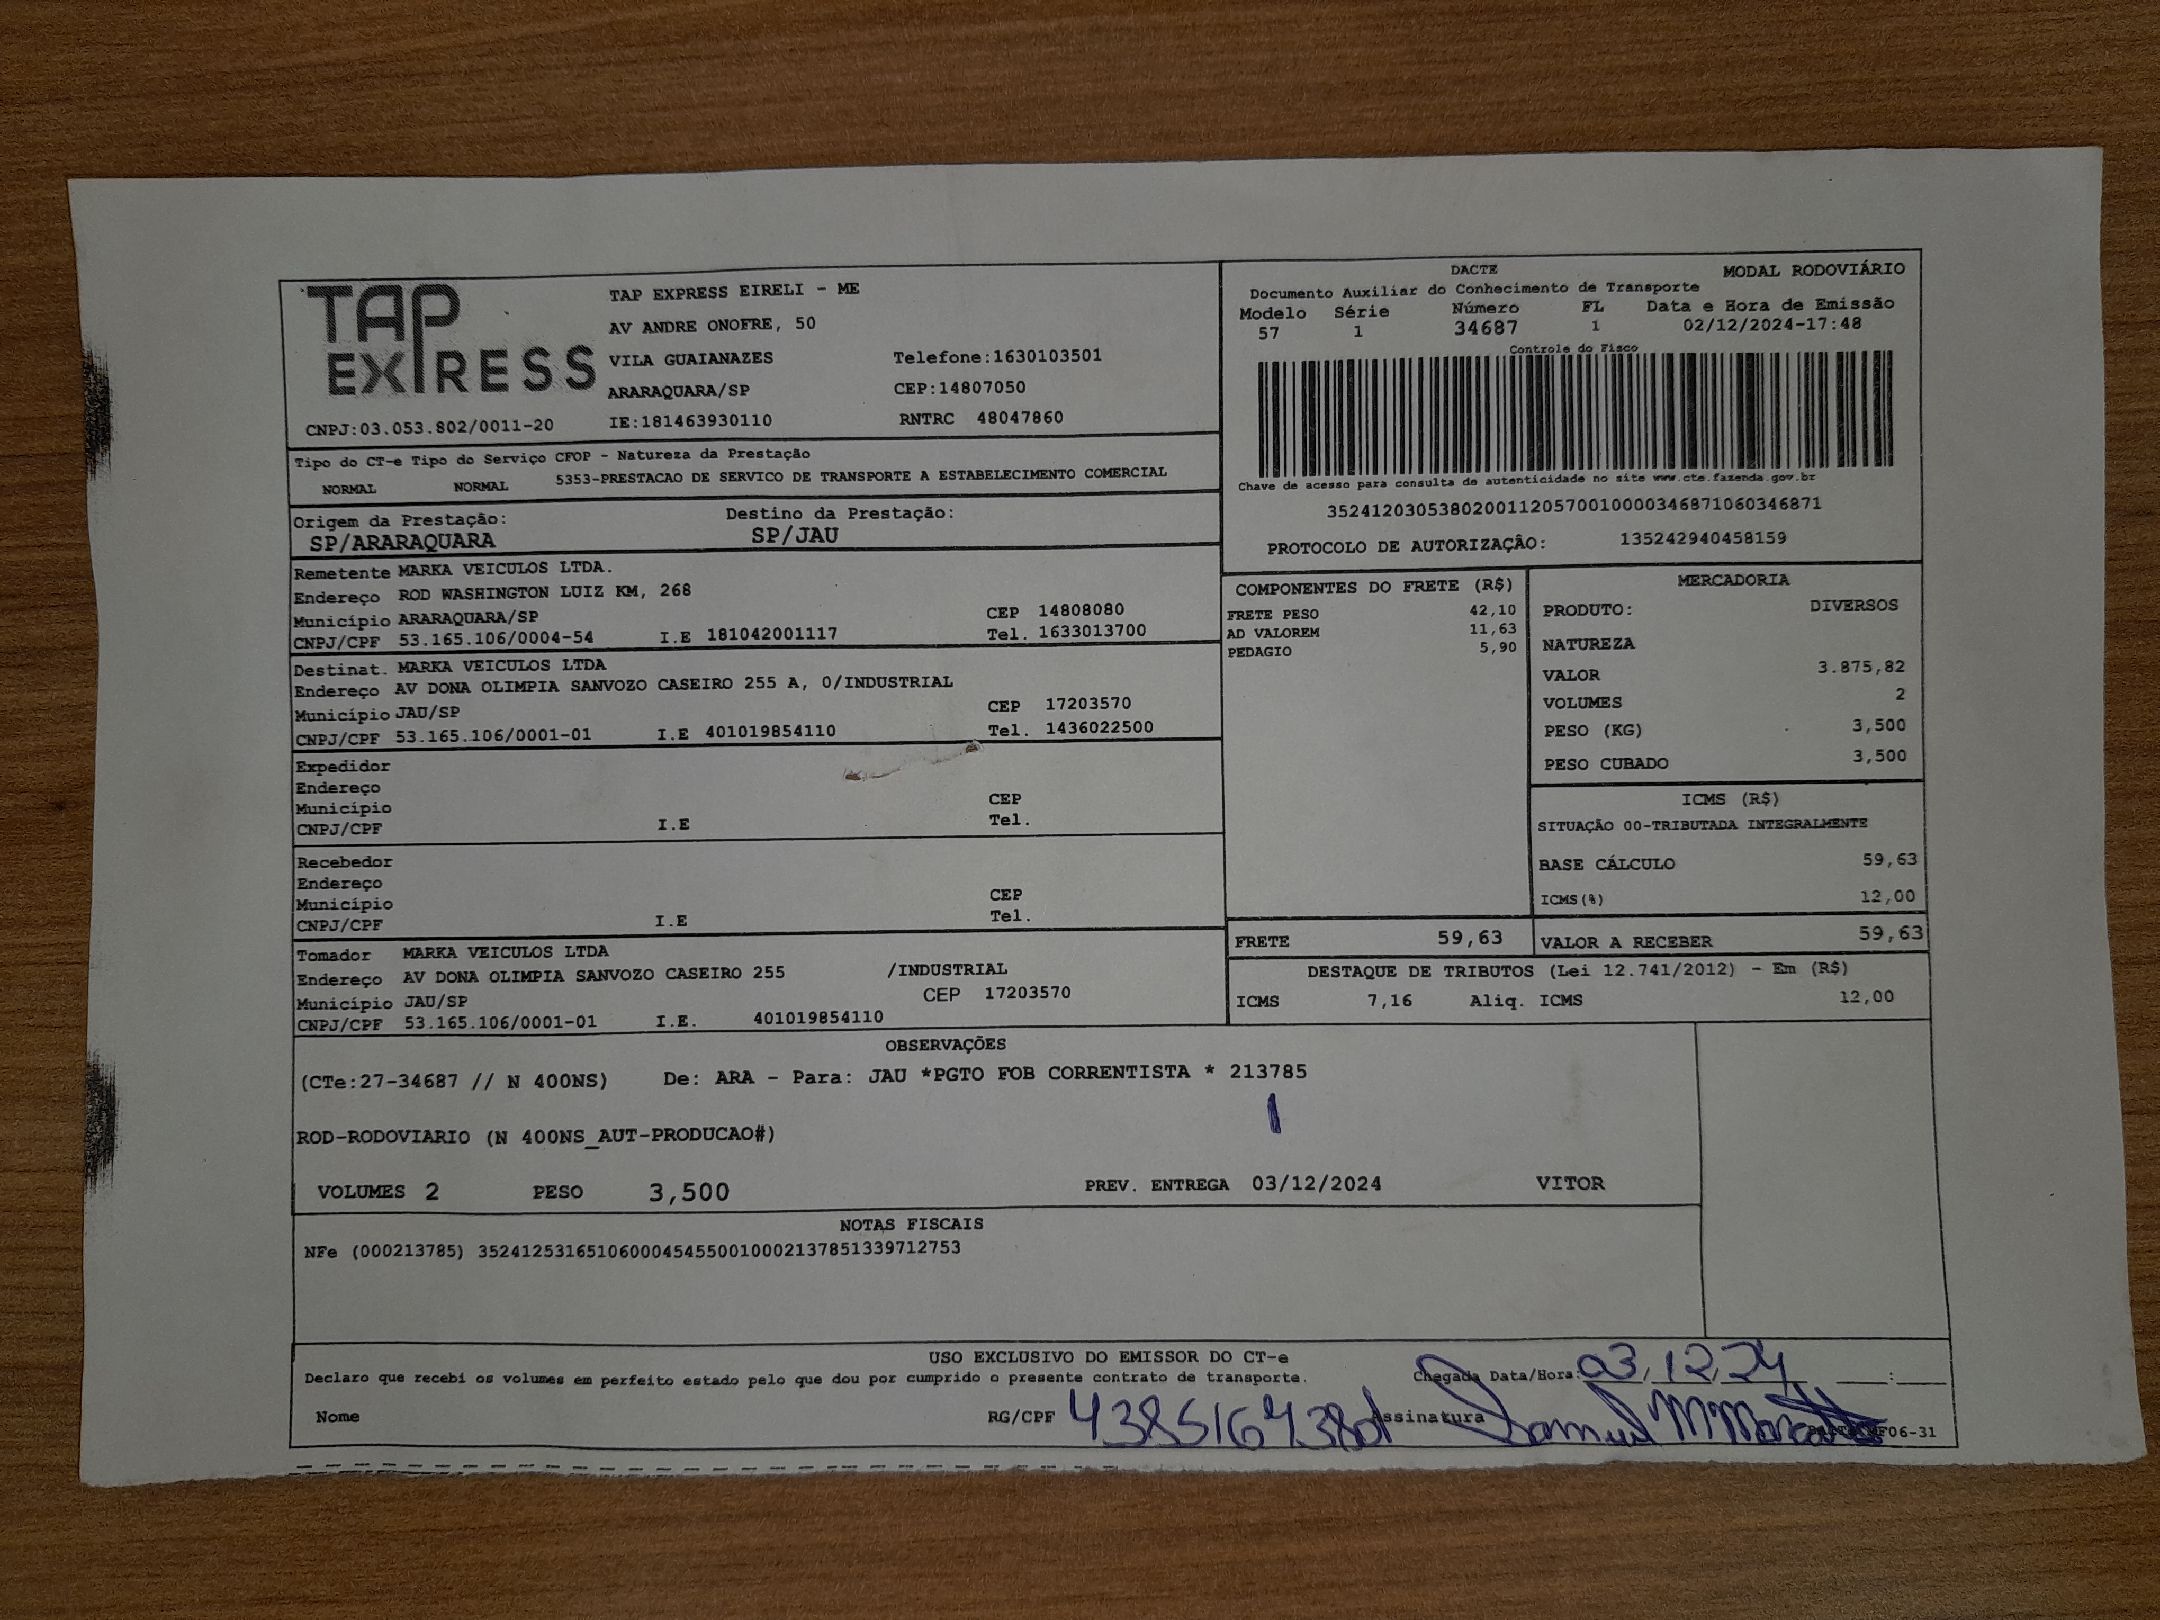 TAP EXPRESS
TAP EXPRESS EIRELI - ME
AV ANDRE ONOFRE, 50
VILA GUAIANAZES Telefone:1630103501
ARARAQUARA/SP CEP:14807050
CNPJ:03.053.802/0011-20 IE:181463930110 RNTRC 48047860
DACTE MODAL RODOVIÁRIO
Documento Auxiliar do Conhecimento de Transporte
Modelo Série Número FL Data e Hora de Emissão
57 1 34687 1 02/12/2024-17:48
Controle do Fisco
Chave de acesso para consulta de autenticidade no site www.cte.fazenda.gov.br
35241203053802001120570010000346871060346871
PROTOCOLO DE AUTORIZAÇÃO: 135242940458159
Tipo do CT-e Tipo do Serviço CFOP - Natureza da Prestação
NORMAL NORMAL 5353-PRESTACAO DE SERVICO DE TRANSPORTE A ESTABELECIMENTO COMERCIAL
Origem da Prestação: Destino da Prestação:
SP/ARARAQUARA SP/JAU
Remetente MARKA VEICULOS LTDA.
Endereço ROD WASHINGTON LUIZ KM, 268
Município ARARAQUARA/SP CEP 14808080
CNPJ/CPF 53.165.106/0004-54 I.E 181042001117 Tel. 1633013700
Destinat. MARKA VEICULOS LTDA
Endereço AV DONA OLIMPIA SANVOZO CASEIRO 255 A, 0/INDUSTRIAL
Município JAU/SP CEP 17203570
CNPJ/CPF 53.165.106/0001-01 I.E 401019854110 Tel. 1436022500
Expedidor
Endereço
Município CEP
CNPJ/CPF I.E Tel.
Recebedor
Endereço
Município CEP
CNPJ/CPF I.E Tel.
Tomador MARKA VEICULOS LTDA
Endereço AV DONA OLIMPIA SANVOZO CASEIRO 255 /INDUSTRIAL
Município JAU/SP CEP 17203570
CNPJ/CPF 53.165.106/0001-01 I.E. 401019854110
COMPONENTES DO FRETE (R$)
FRETE PESO 42,10
AD VALOREM 11,63
PEDAGIO 5,90
MERCADORIA
PRODUTO: DIVERSOS
NATUREZA
VALOR 3.875,82
VOLUMES 2
PESO (KG) 3,500
PESO CUBADO 3,500
ICMS (R$)
SITUAÇÃO 00-TRIBUTADA INTEGRALMENTE
BASE CÁLCULO 59,63
ICMS(%) 12,00
FRETE 59,63 VALOR A RECEBER 59,63
DESTAQUE DE TRIBUTOS (Lei 12.741/2012) - Em (R$)
ICMS 7,16 Aliq. ICMS 12,00
OBSERVAÇÕES
(CTe:27-34687 // N 400NS) De: ARA - Para: JAU *PGTO FOB CORRENTISTA * 213785
ROD-RODOVIARIO (N 400NS_AUT-PRODUCAO#)
VOLUMES 2 PESO 3,500 PREV. ENTREGA 03/12/2024 VITOR
NOTAS FISCAIS
NFe (000213785) 35241253165106000454550010002137851339712753
USO EXCLUSIVO DO EMISSOR DO CT-e
Declaro que recebi os volumes em perfeito estado pelo que dou por cumprido o presente contrato de transporte. Chegada Data/Hora: 03/12/24 ____:____
Nome RG/CPF Assinatura